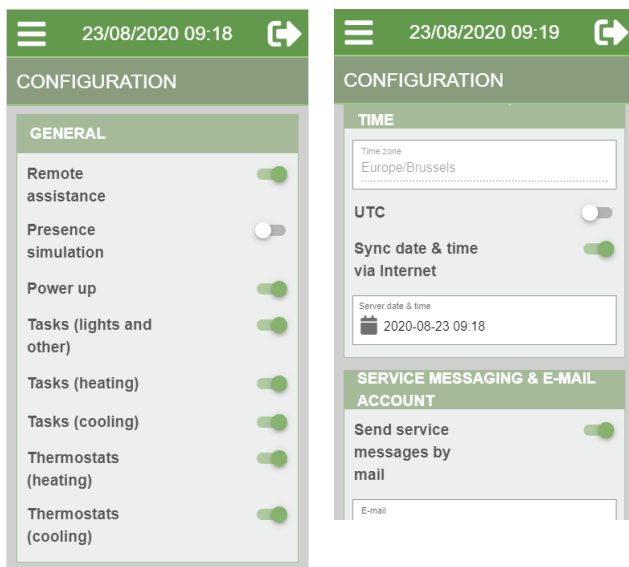 23/08/2020 09:18
CONFIGURATION
GENERAL
Remote
assistance
Presence
simulation
Power up
Tasks (lights and
other)
Tasks (heating)
Tasks (cooling)
Thermostats
(heating)
Thermostats
(cooling)
23/08/2020 09:19
CONFIGURATION
TIME
Time zone
Europe/Brussels
UTC
Sync date & time
via Internet
Server date & time
2020-08-23 09:18
SERVICE MESSAGING & E-MAIL
ACCOUNT
Send service
messages by
mail
E-mail